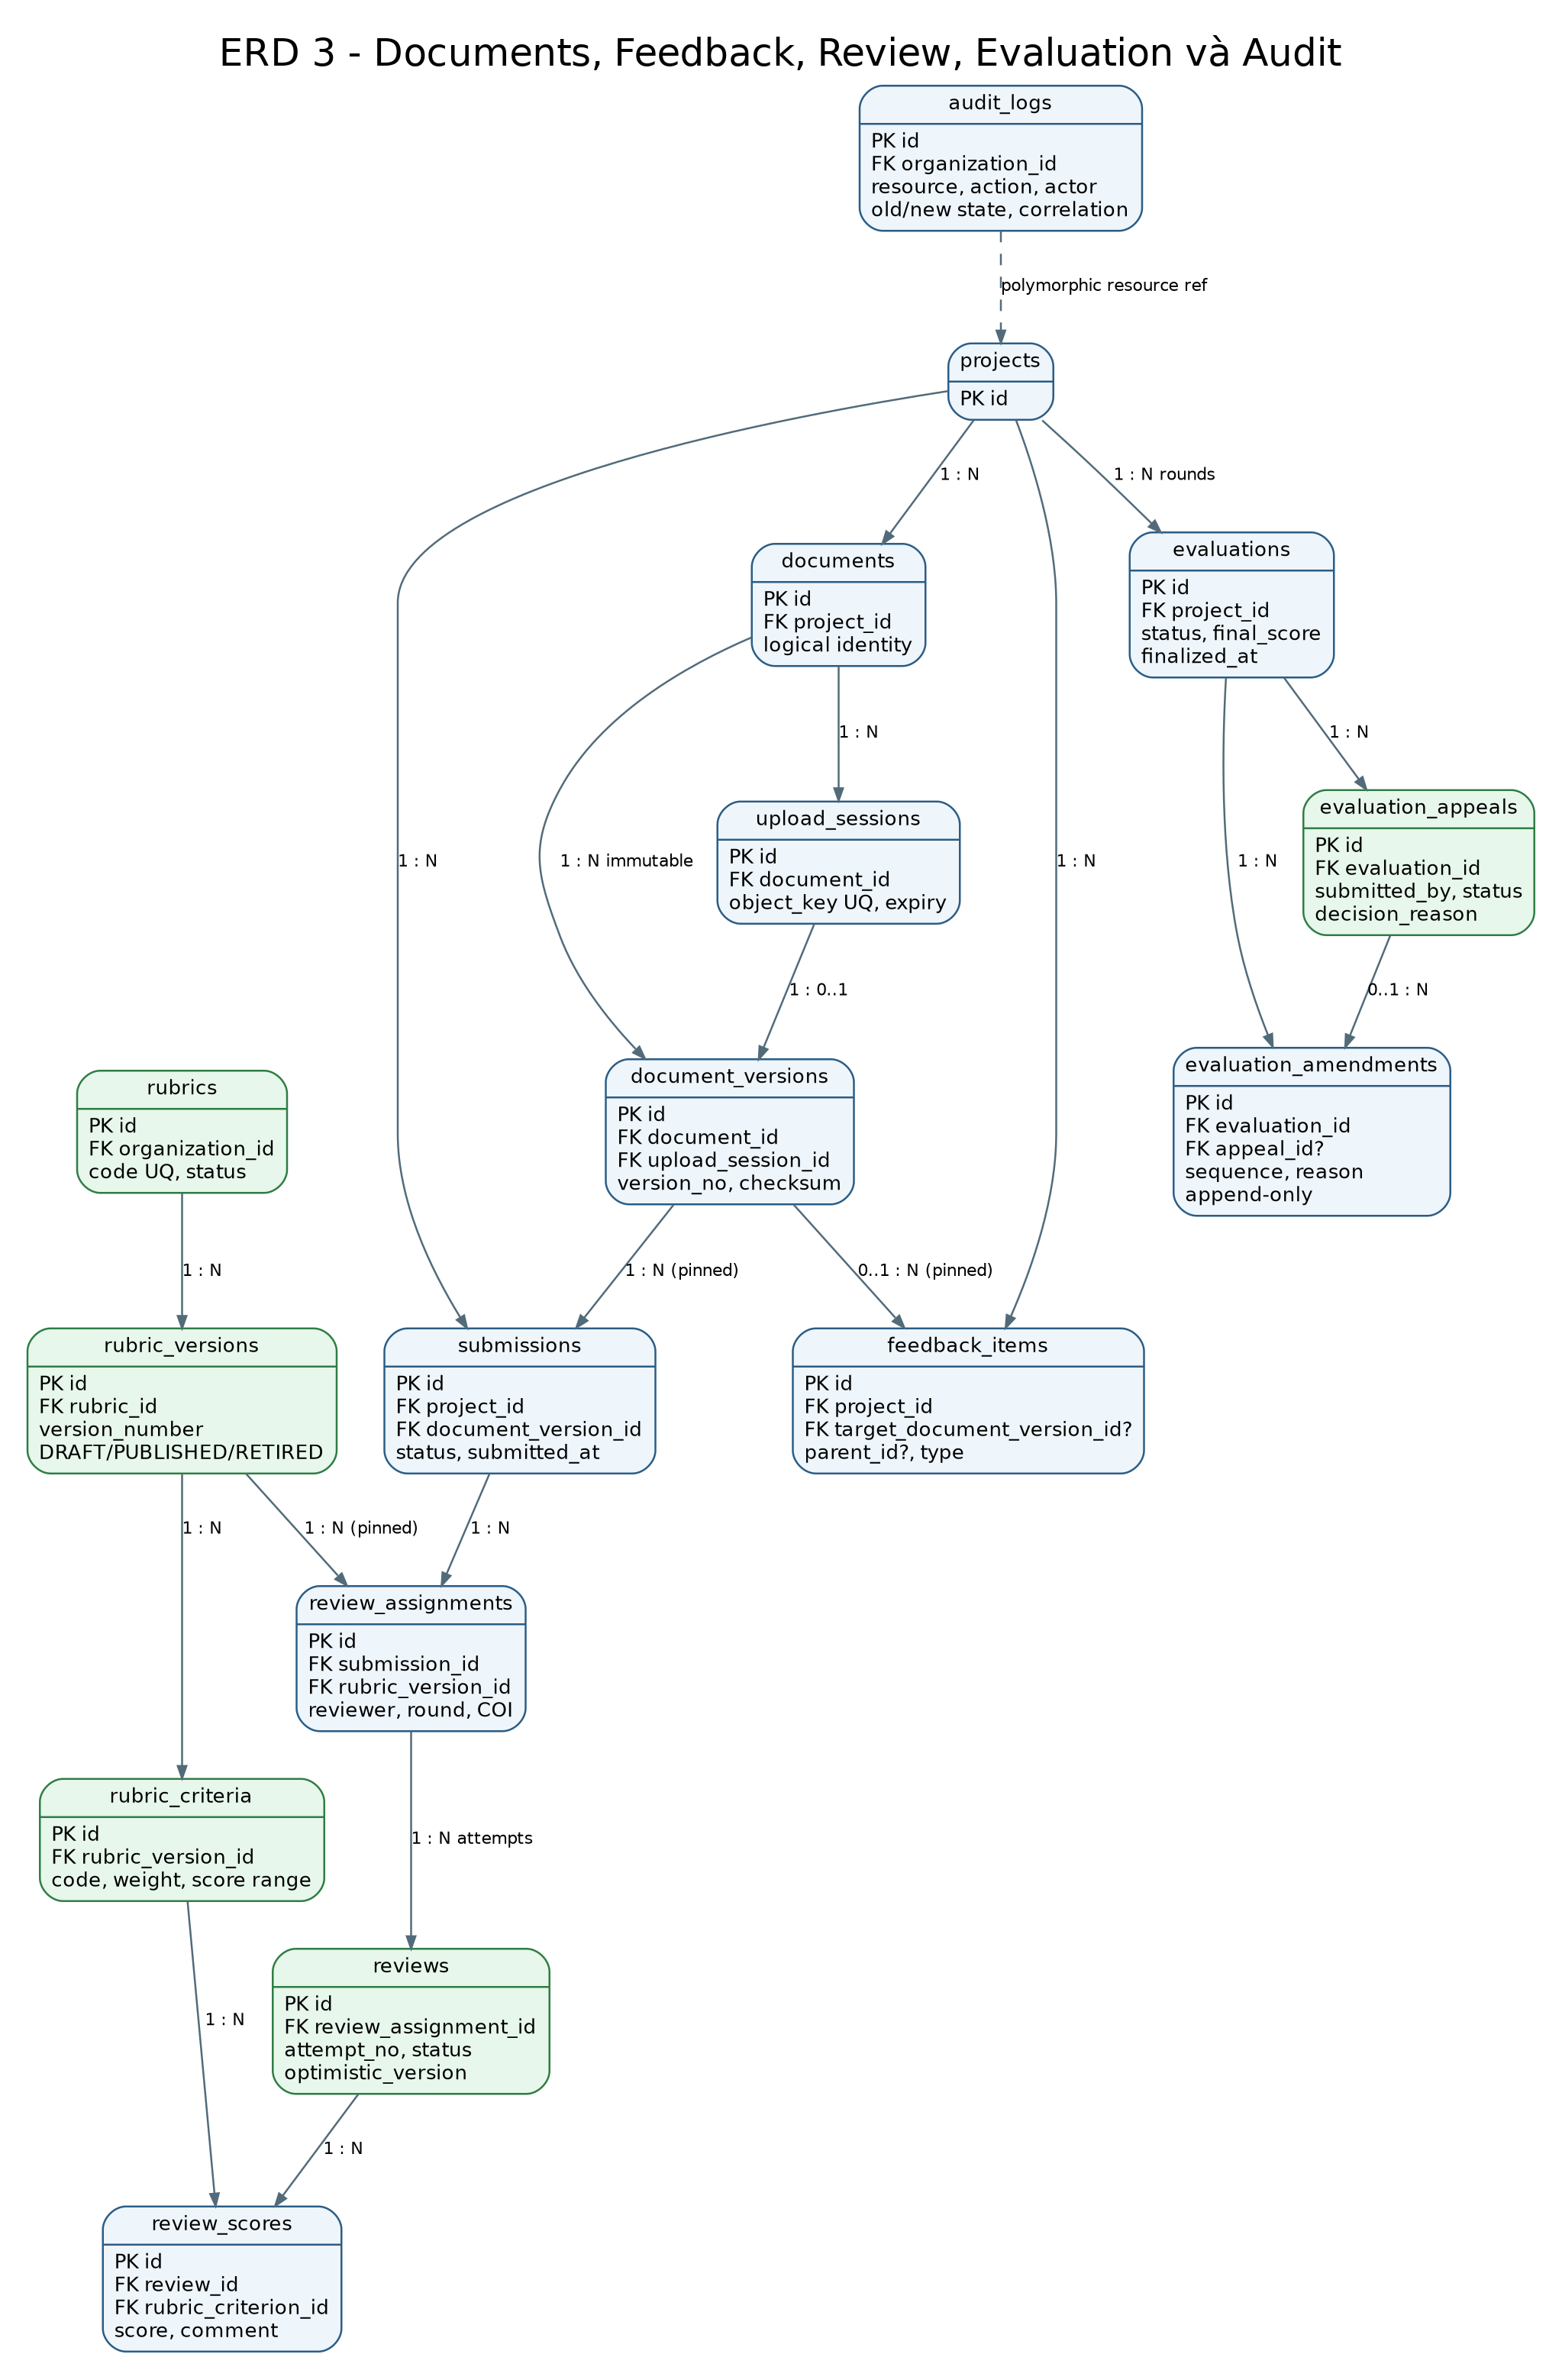 ERD 3 - Documents, Feedback, Review, Evaluation và Audit
audit_logs
PK id
FK organization_id
resource, action, actor
old/new state, correlation
polymorphic resource ref
projects
PK id
1 : N
1 : N rounds
documents
PK id
FK project_id
logical identity
evaluations
PK id
FK project_id
status, final_score
finalized_at
1 : N
1 : N
upload_sessions
PK id
FK document_id
object_key UQ, expiry
evaluation_appeals
PK id
FK evaluation_id
submitted_by, status
decision_reason
1 : N
1 : N immutable
1 : N
1 : N
1 : 0..1
0..1 : N
rubrics
PK id
FK organization_id
code UQ, status
document_versions
PK id
FK document_id
FK upload_session_id
version_no, checksum
evaluation_amendments
PK id
FK evaluation_id
FK appeal_id?
sequence, reason
append-only
1 : N
1 : N (pinned)
0..1 : N (pinned)
rubric_versions
PK id
FK rubric_id
version_number
DRAFT/PUBLISHED/RETIRED
submissions
PK id
FK project_id
FK document_version_id
status, submitted_at
feedback_items
PK id
FK project_id
FK target_document_version_id?
parent_id?, type
1 : N
1 : N (pinned)
1 : N
review_assignments
PK id
FK submission_id
FK rubric_version_id
reviewer, round, COI
rubric_criteria
PK id
FK rubric_version_id
code, weight, score range
1 : N attempts
reviews
PK id
FK review_assignment_id
attempt_no, status
optimistic_version
1 : N
1 : N
review_scores
PK id
FK review_id
FK rubric_criterion_id
score, comment